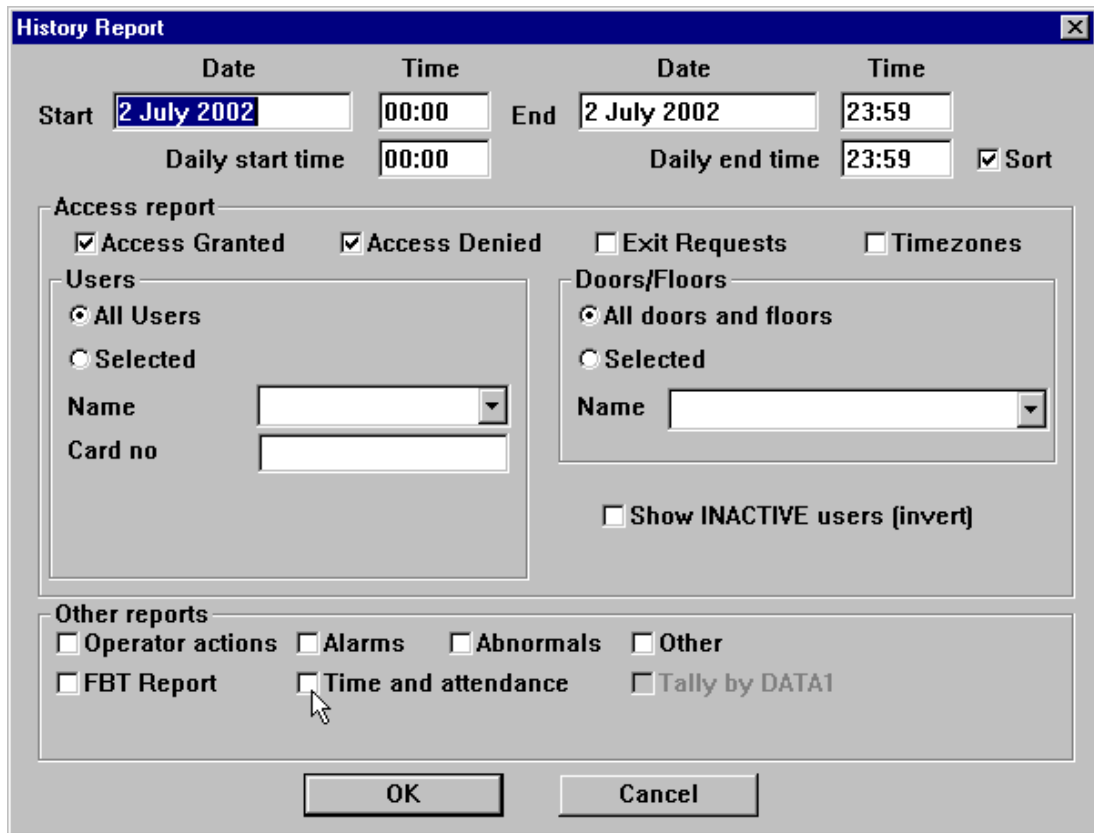 History Report
Date Time Date Time
Start 2 July 2002 00:00 End 2 July 2002 23:59
Daily start time 00:00 Daily end time 23:59 Sort
Access report
Access Granted Access Denied Exit Requests Timezones
Users Doors/Floors
All Users All doors and floors
Selected Selected
Name Name
Card no
Show INACTIVE users (invert)
Other reports
Operator actions Alarms Abnormals Other
FBT Report Time and attendance Tally by DATA1
OK Cancel